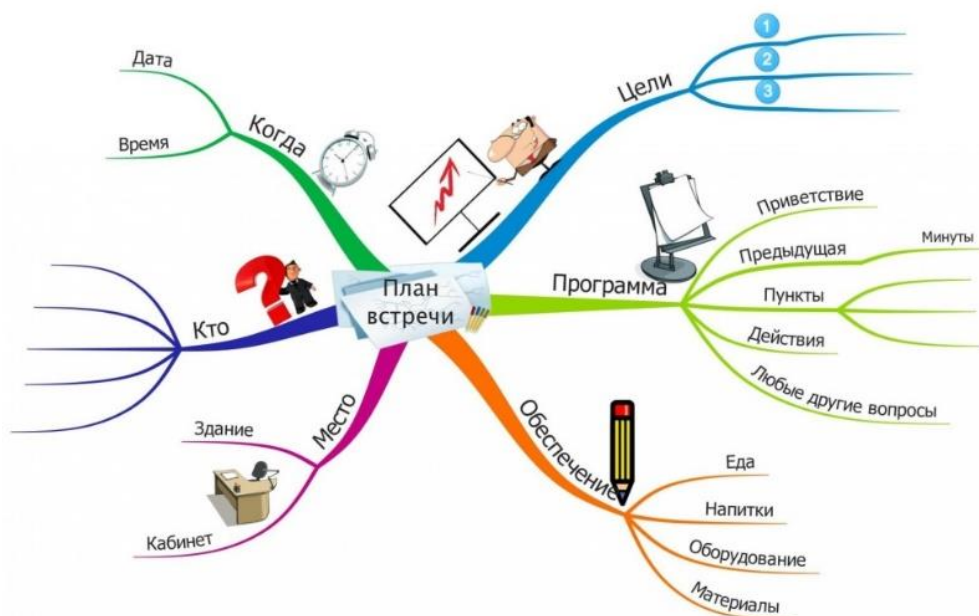 План
встречи
Цели
1
2
3
Программа
Приветствие
Предыдущая
Минуты
Пункты
Действия
Любые другие вопросы
Обеспечение
Еда
Напитки
Оборудование
Материалы
Место
Здание
Кабинет
Кто
Когда
Дата
Время